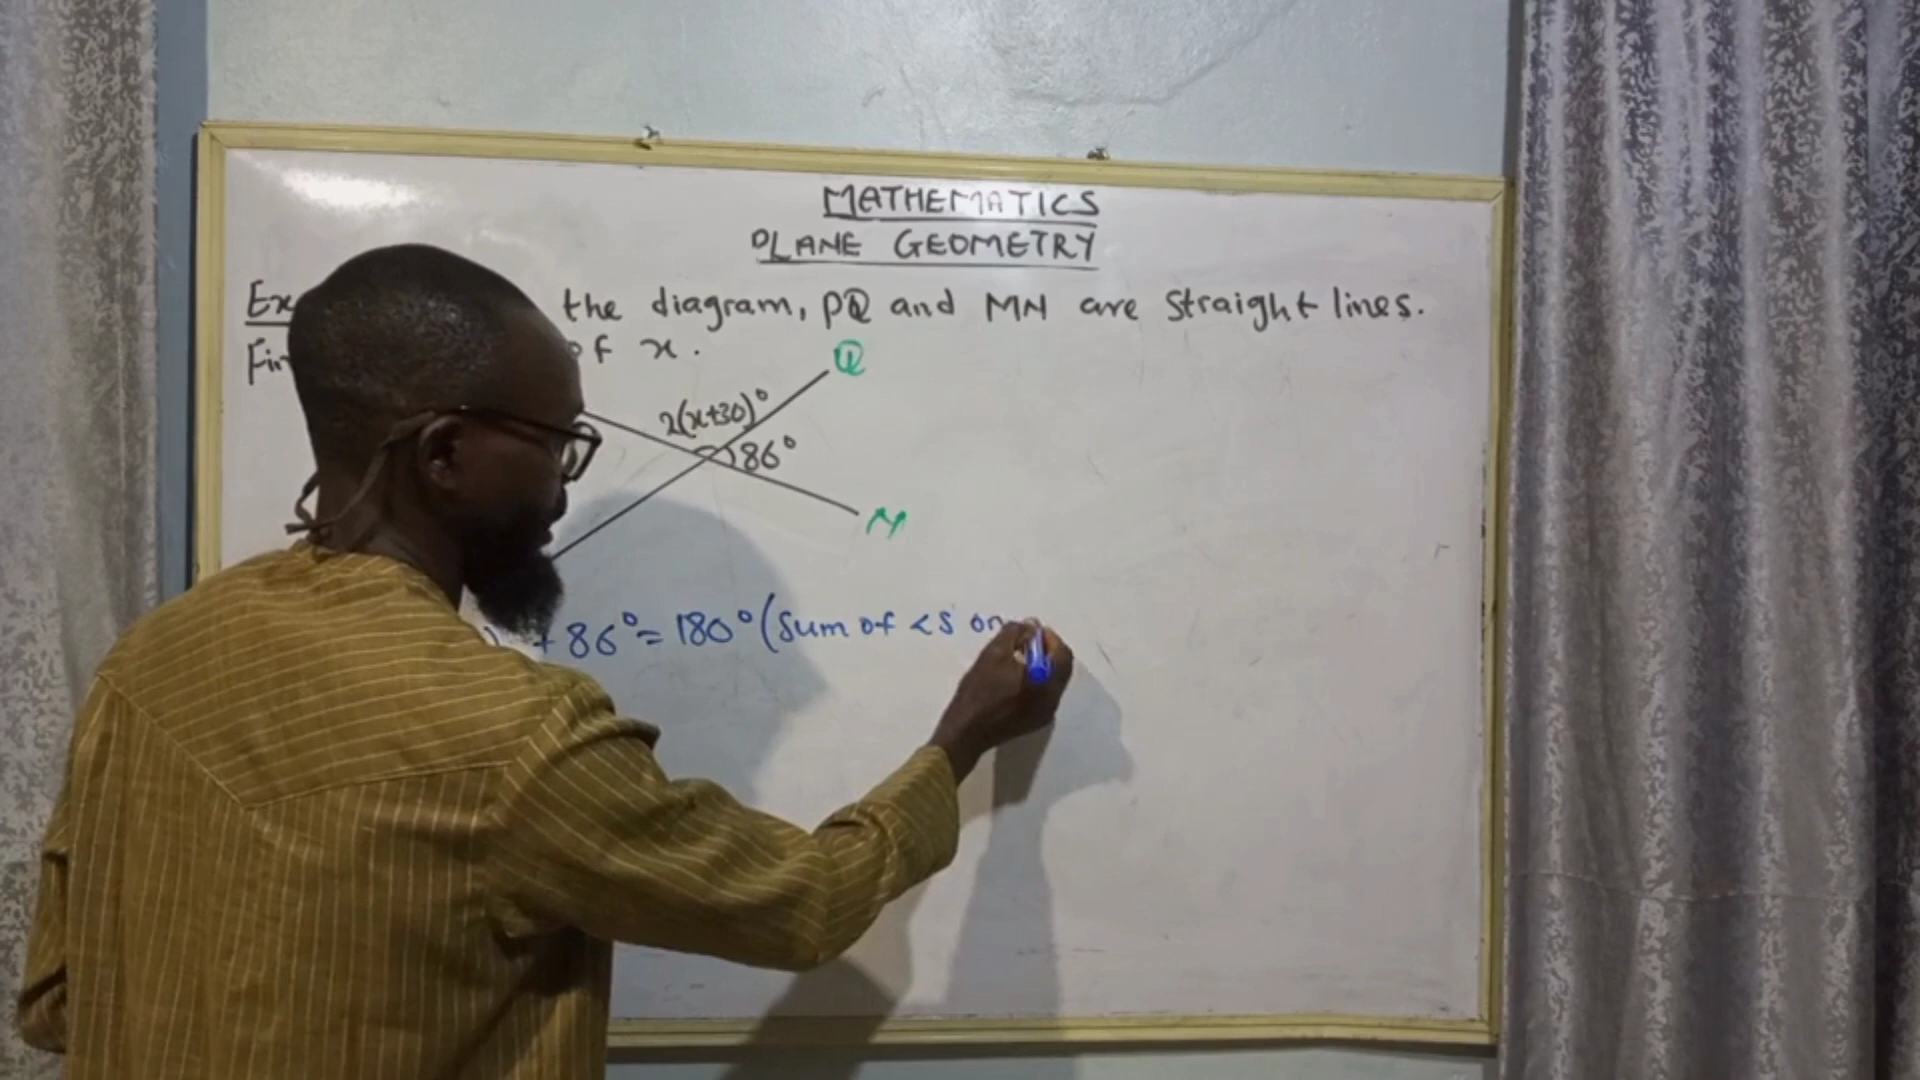 MATHEMATICS
PLANE GEOMETRY
Ex the diagram, PQ and MN are straight lines.
Fin of x.
Q
2(x+30)°
86°
N
) + 86° = 180° (Sum of <s on